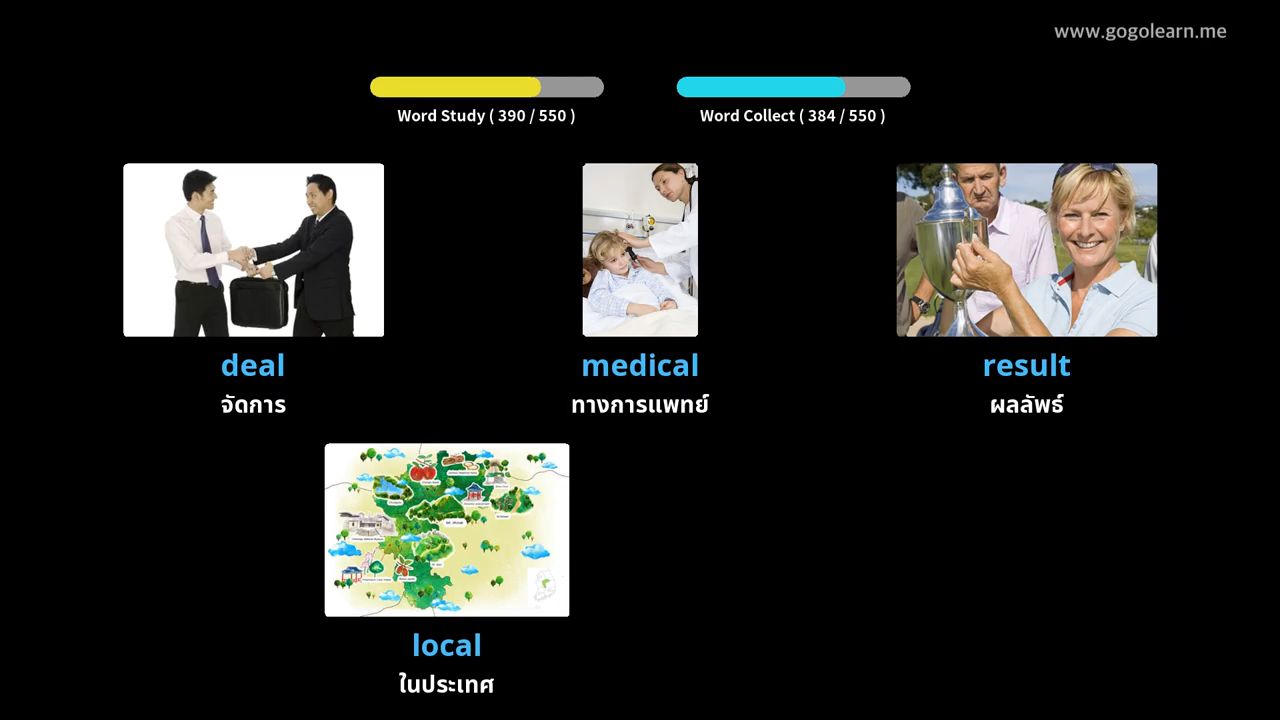 www.gogolearn.me
Word Study ( 390 / 550 )
Word Collect ( 384 / 550 )
deal
จัดการ
medical
ทางการแพทย์
result
ผลลัพธ์
local
ในประเทศ